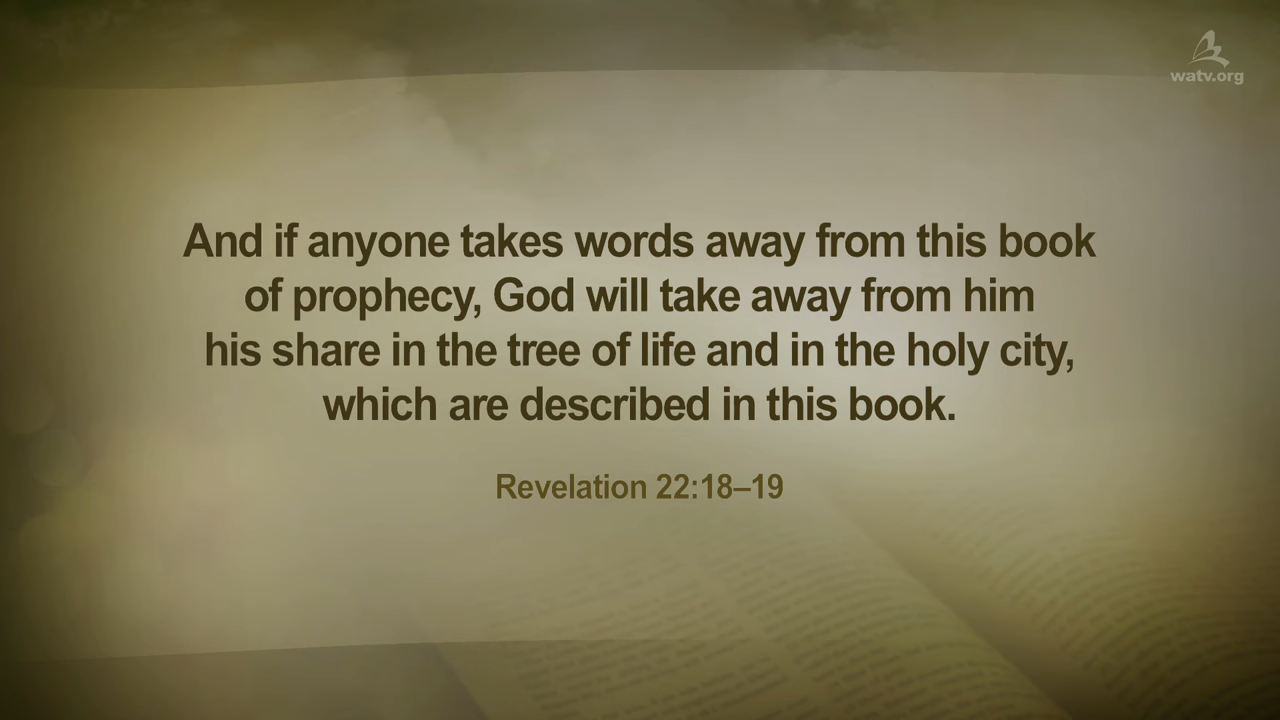 watv.org
And if anyone takes words away from this book
of prophecy, God will take away from him
his share in the tree of life and in the holy city,
which are described in this book.
Revelation 22:18–19